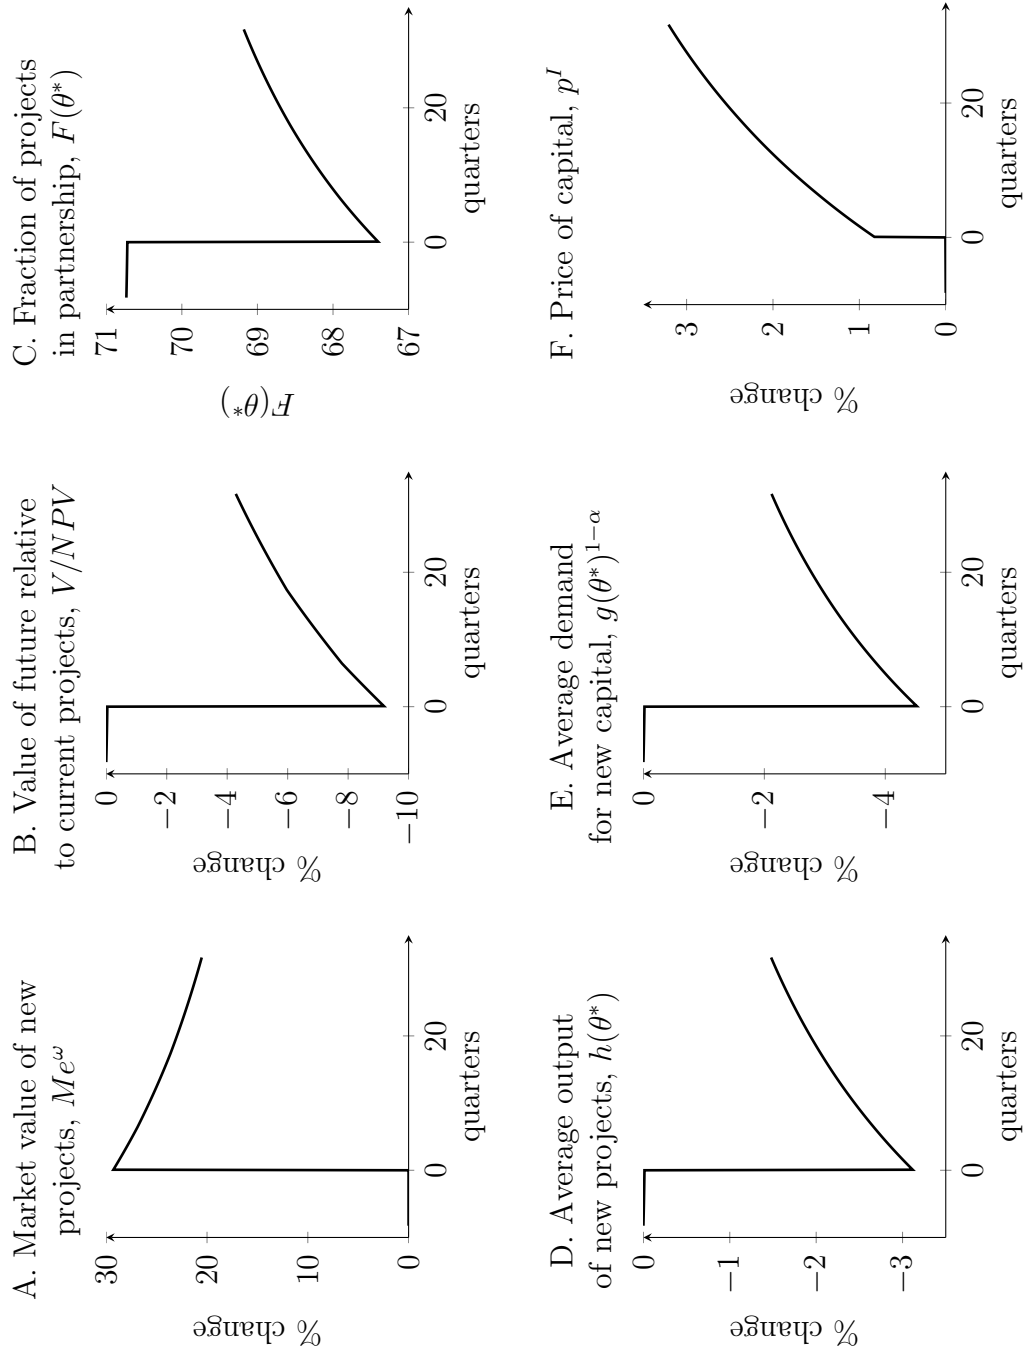 A. Market value of new
projects, Me^ω
30
20
10
0
% change
0
20
quarters
B. Value of future relative
to current projects, V/NPV
0
−2
−4
−6
−8
−10
% change
0
20
quarters
C. Fraction of projects
in partnership, F(θ*)
71
70
69
68
67
F(θ*)
0
20
quarters
D. Average output
of new projects, h(θ*)
0
−1
−2
−3
% change
0
20
quarters
E. Average demand
for new capital, g(θ*)^{1−α}
0
−2
−4
% change
0
20
quarters
F. Price of capital, p^I
3
2
1
0
% change
0
20
quarters